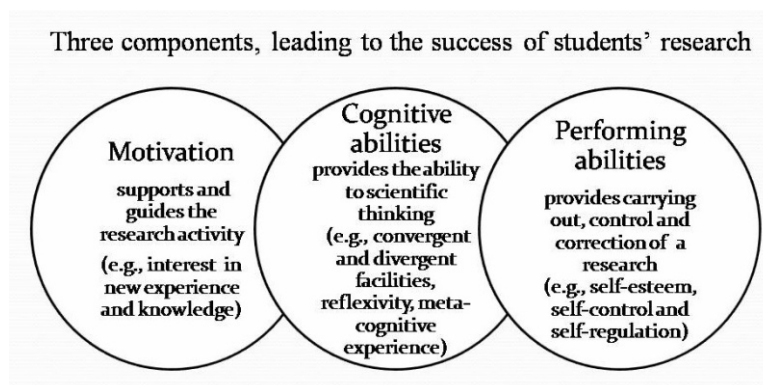 Three components, leading to the success of students' research
Motivation
supports and
guides the
research activity
(e.g., interest in
new experience
and knowledge)
Cognitive
abilities
provides the ability
to scientific
thinking
(e.g., convergent
and divergent
facilities,
reflexivity, meta-
cognitive
experience)
Performing
abilities
provides carrying
out, control and
correction of a
research
(e.g., self-esteem,
self-control and
self-regulation)